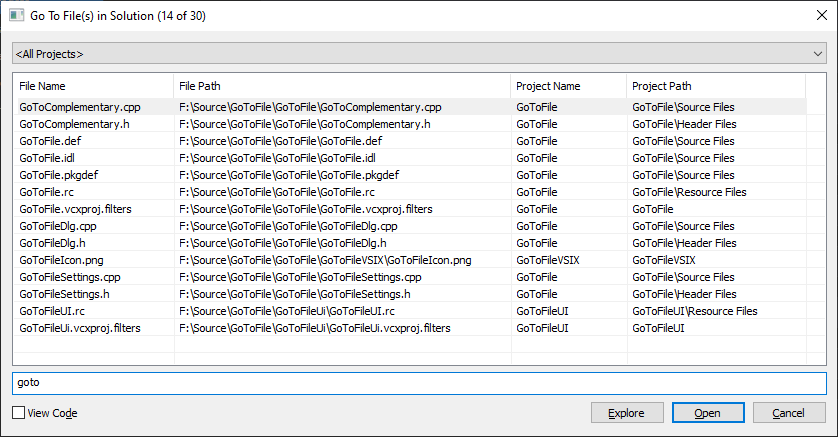 Go To File(s) in Solution (14 of 30)
<All Projects>
File Name File Path Project Name Project Path
GoToComplementary.cpp F:\Source\GoToFile\GoToFile\GoToComplementary.cpp GoToFile GoToFile\Source Files
GoToComplementary.h F:\Source\GoToFile\GoToFile\GoToComplementary.h GoToFile GoToFile\Header Files
GoToFile.def F:\Source\GoToFile\GoToFile\GoToFile.def GoToFile GoToFile\Source Files
GoToFile.idl F:\Source\GoToFile\GoToFile\GoToFile.idl GoToFile GoToFile\Source Files
GoToFile.pkgdef F:\Source\GoToFile\GoToFile\GoToFile.pkgdef GoToFile GoToFile\Source Files
GoToFile.rc F:\Source\GoToFile\GoToFile\GoToFile.rc GoToFile GoToFile\Resource Files
GoToFile.vcxproj.filters F:\Source\GoToFile\GoToFile\GoToFile.vcxproj.filters GoToFile GoToFile
GoToFileDlg.cpp F:\Source\GoToFile\GoToFile\GoToFileDlg.cpp GoToFile GoToFile\Source Files
GoToFileDlg.h F:\Source\GoToFile\GoToFile\GoToFileDlg.h GoToFile GoToFile\Header Files
GoToFileIcon.png F:\Source\GoToFile\GoToFileVSIX\GoToFileIcon.png GoToFileVSIX GoToFileVSIX
GoToFileSettings.cpp F:\Source\GoToFile\GoToFile\GoToFileSettings.cpp GoToFile GoToFile\Source Files
GoToFileSettings.h F:\Source\GoToFile\GoToFile\GoToFileSettings.h GoToFile GoToFile\Header Files
GoToFileUI.rc F:\Source\GoToFile\GoToFileUi\GoToFileUI.rc GoToFileUI GoToFileUI\Resource Files
GoToFileUi.vcxproj.filters F:\Source\GoToFile\GoToFileUi\GoToFileUi.vcxproj.filters GoToFileUI GoToFileUI
goto
View Code Explore Open Cancel